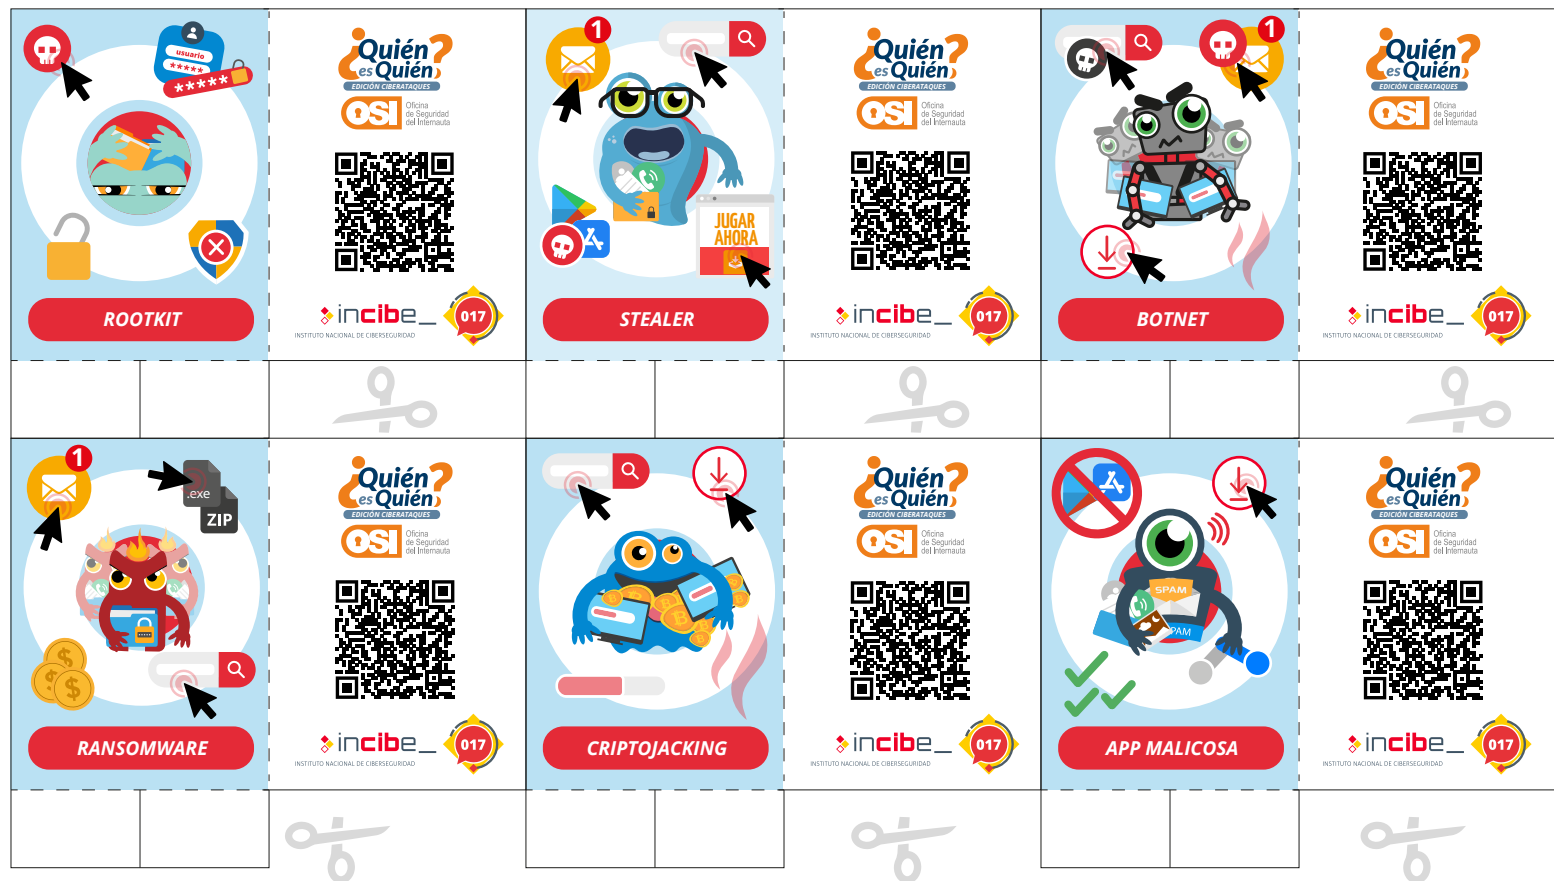 usuario
*****
*****
ROOTKIT
¿Quién
es Quién?
EDICIÓN CIBERATAQUES
OSI
Oficina
de Seguridad
del Internauta
incibe_
INSTITUTO NACIONAL DE CIBERSEGURIDAD
017
1
JUGAR
AHORA
STEALER
¿Quién
es Quién?
EDICIÓN CIBERATAQUES
OSI
Oficina
de Seguridad
del Internauta
incibe_
INSTITUTO NACIONAL DE CIBERSEGURIDAD
017
1
BOTNET
¿Quién
es Quién?
EDICIÓN CIBERATAQUES
OSI
Oficina
de Seguridad
del Internauta
incibe_
INSTITUTO NACIONAL DE CIBERSEGURIDAD
017
1
.exe
ZIP
$
$
$
RANSOMWARE
¿Quién
es Quién?
EDICIÓN CIBERATAQUES
OSI
Oficina
de Seguridad
del Internauta
incibe_
INSTITUTO NACIONAL DE CIBERSEGURIDAD
017
CRIPTOJACKING
¿Quién
es Quién?
EDICIÓN CIBERATAQUES
OSI
Oficina
de Seguridad
del Internauta
incibe_
INSTITUTO NACIONAL DE CIBERSEGURIDAD
017
SPAM
PAM
APP MALICOSA
¿Quién
es Quién?
EDICIÓN CIBERATAQUES
OSI
Oficina
de Seguridad
del Internauta
incibe_
INSTITUTO NACIONAL DE CIBERSEGURIDAD
017